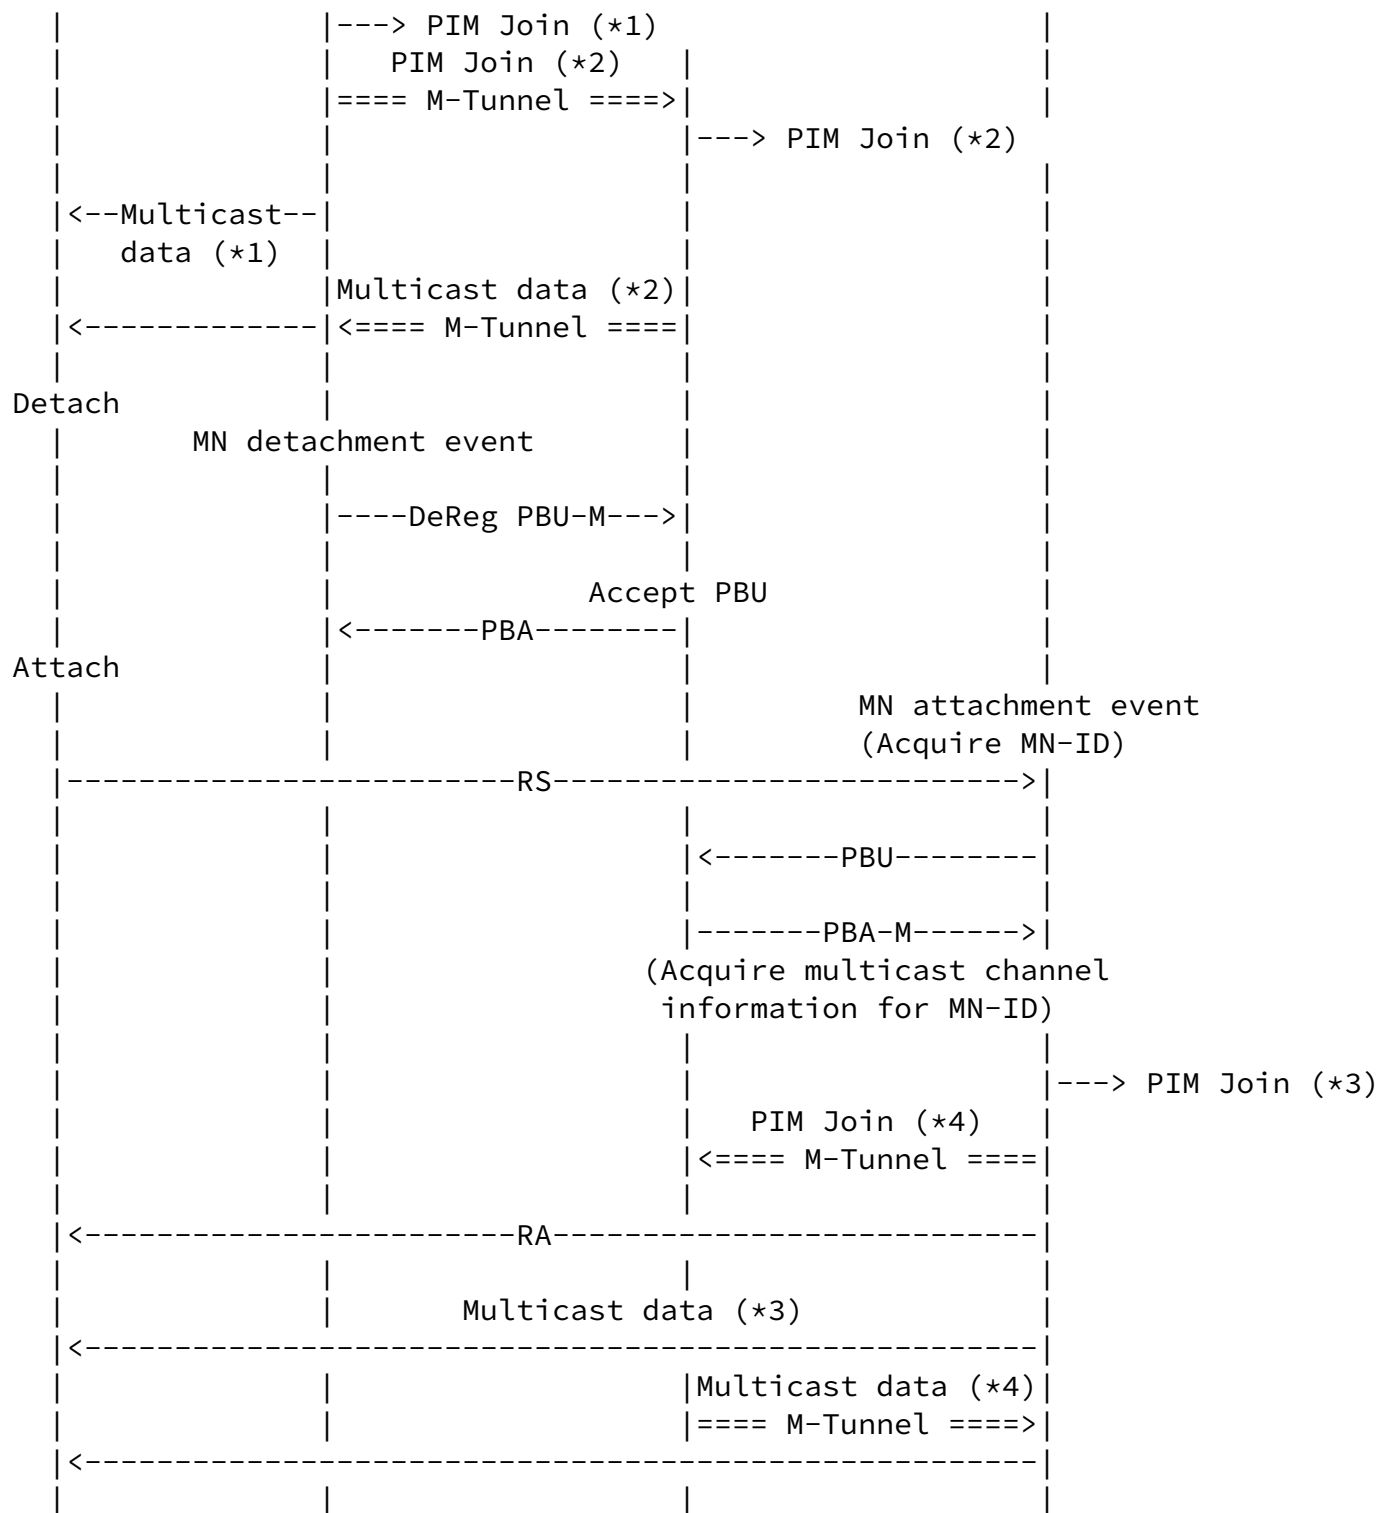 ---> PIM Join (*1)
PIM Join (*2)
==== M-Tunnel ====>
---> PIM Join (*2)
<--Multicast--
data (*1)
Multicast data (*2)
<-------------|<==== M-Tunnel ====
Detach
MN detachment event
----DeReg PBU-M--->
Accept PBU
<-------PBA--------
Attach
MN attachment event
(Acquire MN-ID)
-------------------------RS-------------------------->
<-------PBU--------
-------PBA-M------>
(Acquire multicast channel
information for MN-ID)
---> PIM Join (*3)
PIM Join (*4)
<==== M-Tunnel ====
<------------------------RA---------------------------
Multicast data (*3)
<-----------------------------------------------------
Multicast data (*4)
==== M-Tunnel ====>
<-----------------------------------------------------